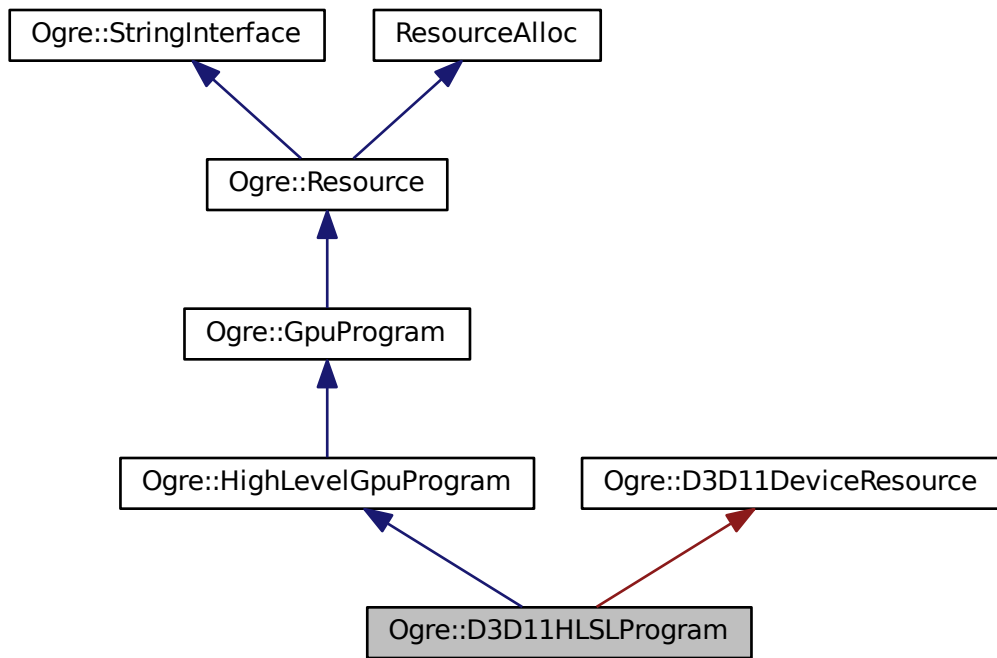 Ogre::StringInterface
ResourceAlloc
Ogre::Resource
Ogre::GpuProgram
Ogre::HighLevelGpuProgram
Ogre::D3D11DeviceResource
Ogre::D3D11HLSLProgram